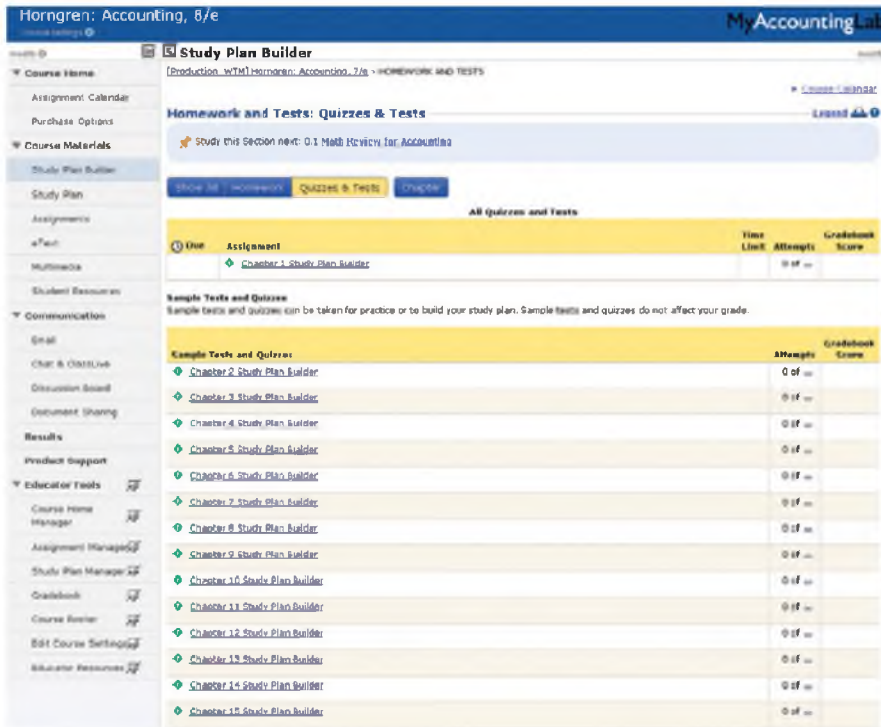 Horngren: Accounting, 8/e
MyAccountingLab
Study Plan Builder
[Production_WTM] Horngren: Accounting, 7/e > HOMEWORK AND TESTS
Course Calendar
Homework and Tests: Quizzes & Tests
Legend
Study this Section next: 0.1 Math Review for Accounting
Show All Homework Quizzes & Tests Chapter
All Quizzes and Tests
Due Assignment Time Limit Attempts Gradebook Score
Chapter 1 Study Plan Builder 0 of
Sample Tests and Quizzes
Sample tests and quizzes can be taken for practice or to build your study plan. Sample tests and quizzes do not affect your grade.
Sample Tests and Quizzes Attempts Gradebook Score
Chapter 2 Study Plan Builder 0 of
Chapter 3 Study Plan Builder 0 of
Chapter 4 Study Plan Builder 0 of
Chapter 5 Study Plan Builder 0 of
Chapter 6 Study Plan Builder 0 of
Chapter 7 Study Plan Builder 0 of
Chapter 8 Study Plan Builder 0 of
Chapter 9 Study Plan Builder 0 of
Chapter 10 Study Plan Builder 0 of
Chapter 11 Study Plan Builder 0 of
Chapter 12 Study Plan Builder 0 of
Chapter 13 Study Plan Builder 0 of
Chapter 14 Study Plan Builder 0 of
Chapter 15 Study Plan Builder 0 of
Course Home
Assignment Calendar
Purchase Options
Course Materials
Study Plan Builder
Study Plan
Assignments
eText
Multimedia
Student Resources
Communication
Email
Chat & ClassLive
Discussion Board
Document Sharing
Results
Product Support
Educator Tools
Course Home
Manager
Assignment Manager
Study Plan Manager
Gradebook
Course Roster
Edit Course Settings
Educator Resources